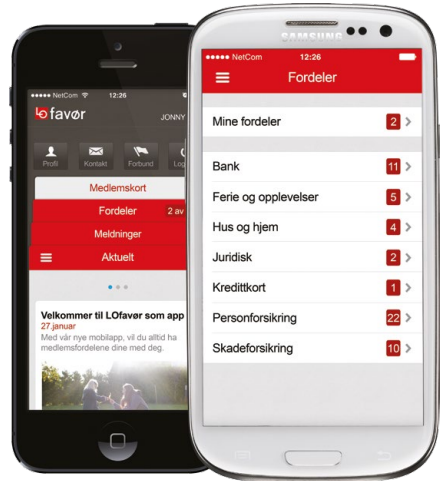 NetCom
12:26
LO favør
JONNY
Profil
Kontakt
Forbund
Log
Medlemskort
Fordeler
2 av
Meldninger
Aktuelt
Velkommer til LOfavør som app
27.januar
Med vår nye mobilapp, vil du alltid ha
medlemsfordelene dine med deg.
SAMSUNG
NetCom
12:26
Fordeler
Mine fordeler 2
Bank 11
Ferie og opplevelser 5
Hus og hjem 4
Juridisk 2
Kredittkort 1
Personforsikring 22
Skadeforsikring 10